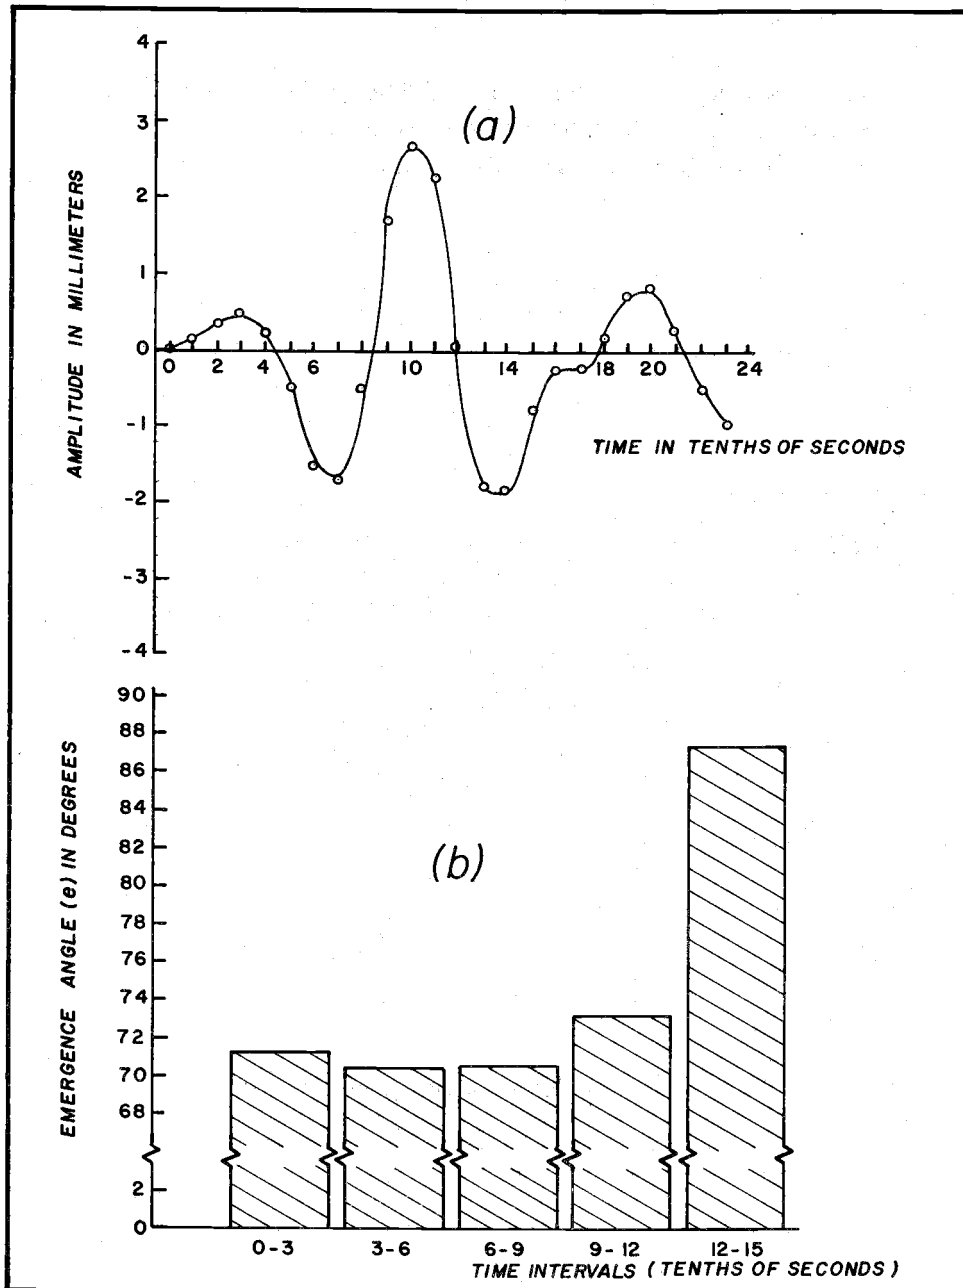 4
3
2
1
0
-1
-2
-3
-4
AMPLITUDE IN MILLIMETERS
(a)
0 2 4 6 10 14 18 20 24
TIME IN TENTHS OF SECONDS
90
88
86
84
82
80
78
76
74
72
70
68
2
0
EMERGENCE ANGLE (e) IN DEGREES
(b)
0-3 3-6 6-9 9-12 12-15
TIME INTERVALS (TENTHS OF SECONDS)